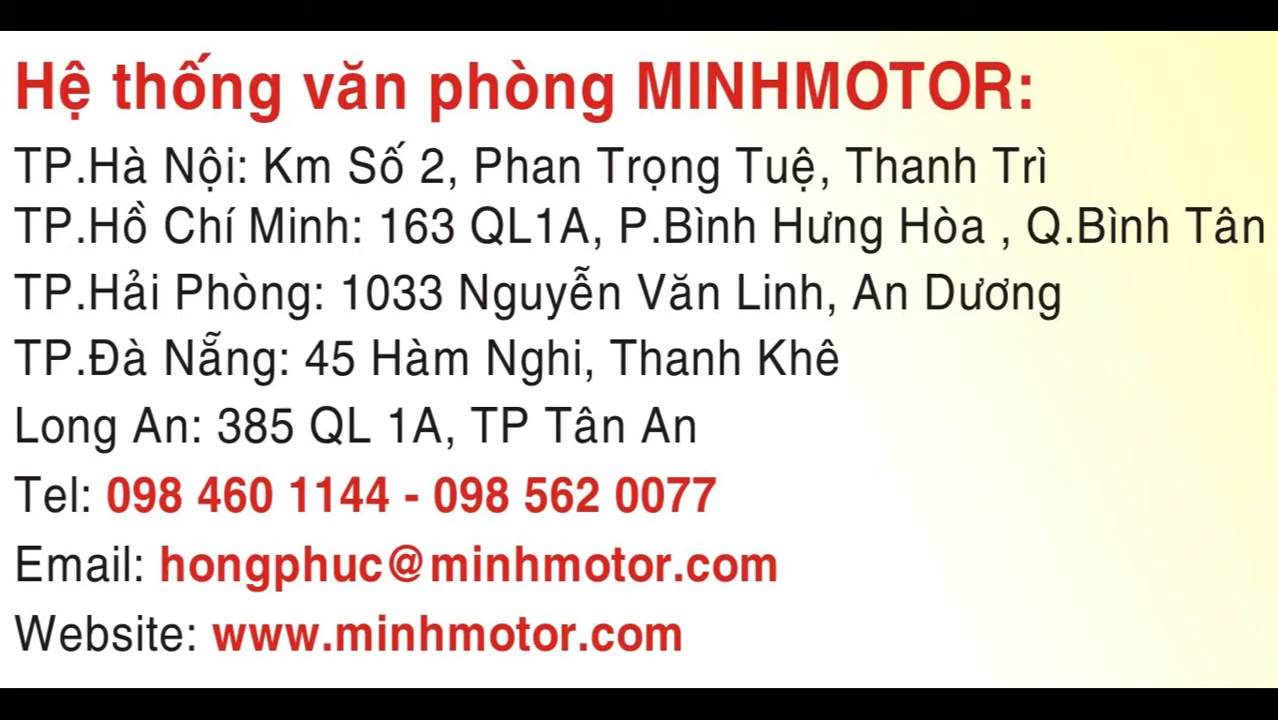 Hệ thống văn phòng MINHMOTOR:
TP.Hà Nội: Km Số 2, Phan Trọng Tuệ, Thanh Trì
TP.Hồ Chí Minh: 163 QL1A, P.Bình Hưng Hòa , Q.Bình Tân
TP.Hải Phòng: 1033 Nguyễn Văn Linh, An Dương
TP.Đà Nẵng: 45 Hàm Nghi, Thanh Khê
Long An: 385 QL 1A, TP Tân An
Tel: 098 460 1144 - 098 562 0077
Email: hongphuc@minhmotor.com
Website: www.minhmotor.com